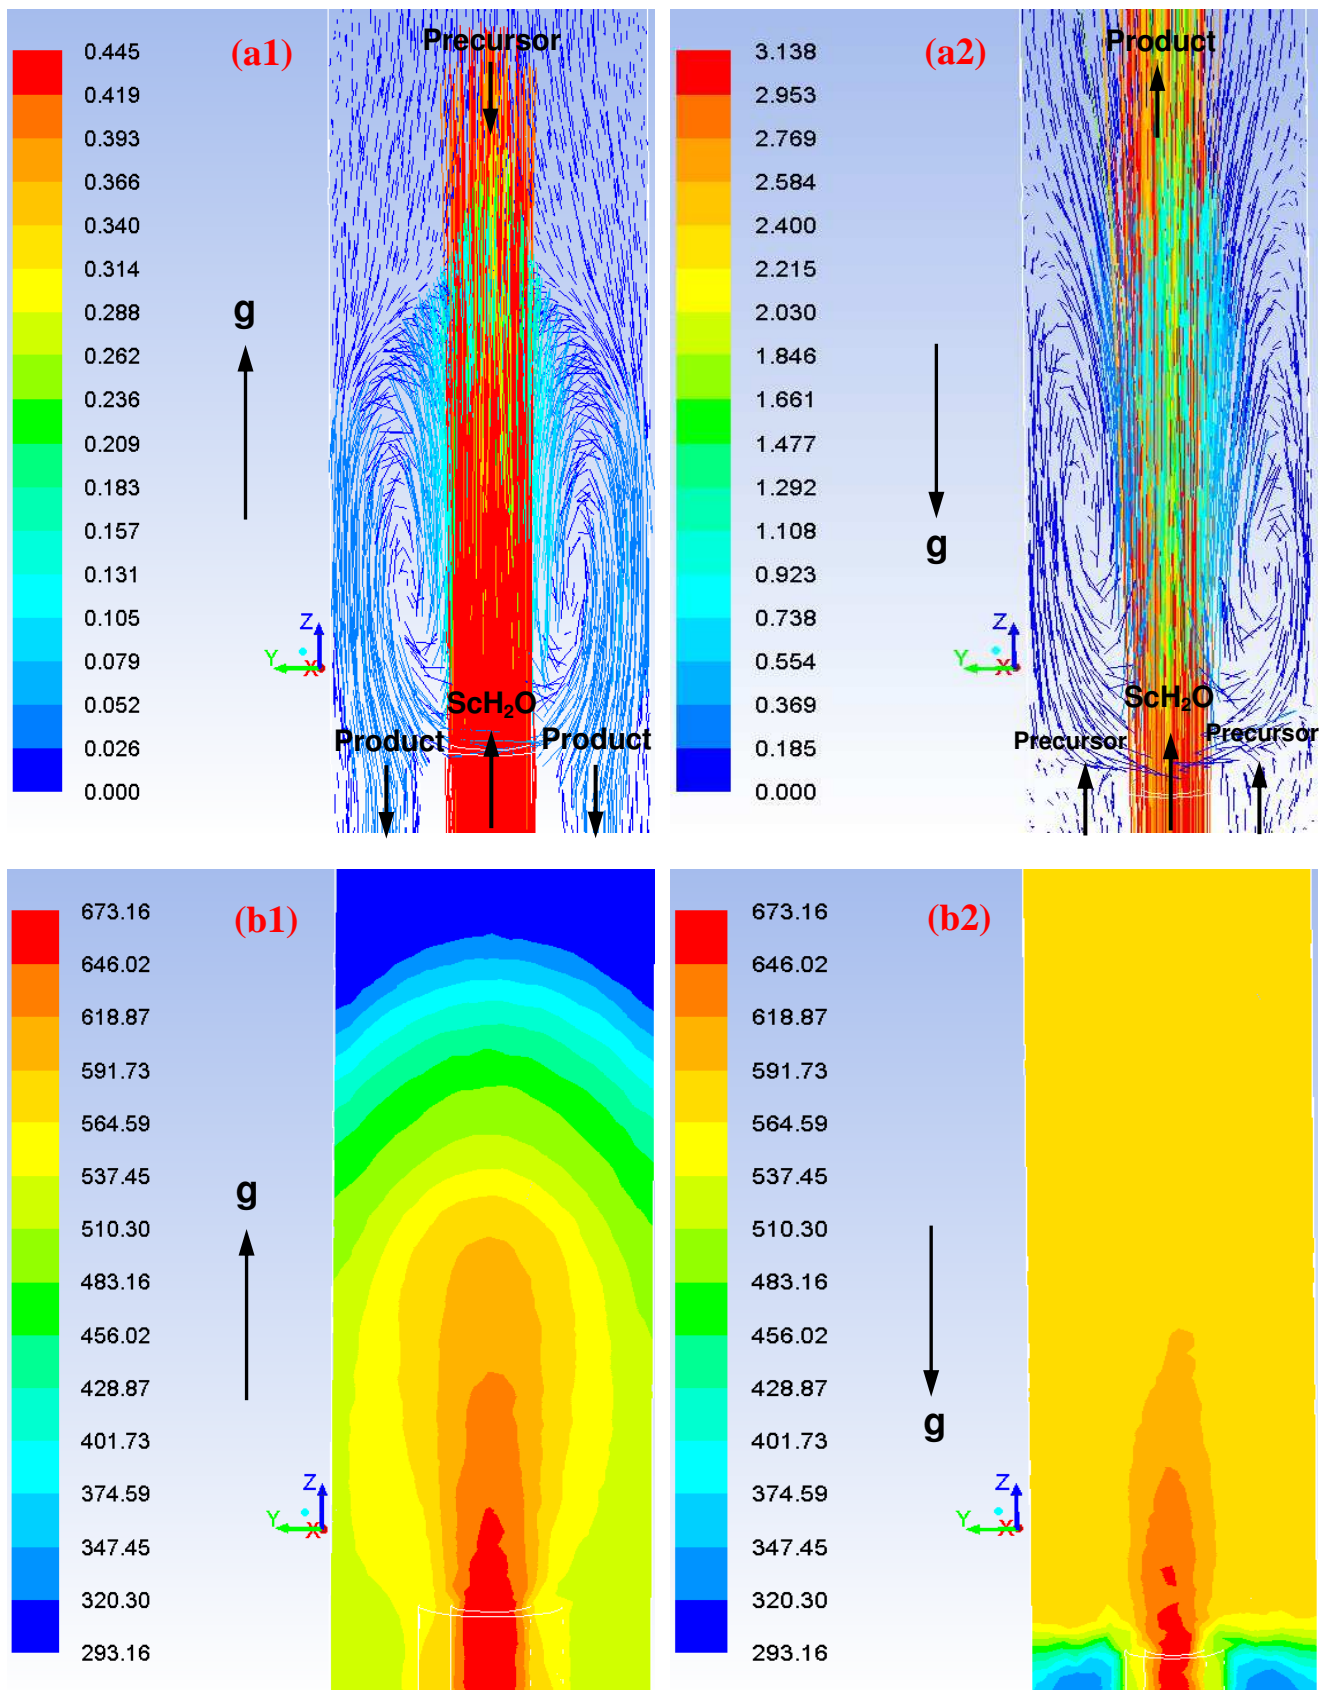 (a1)
Precursor
0.445
0.419
0.393
0.366
0.340
0.314
0.288
0.262
0.236
0.209
0.183
0.157
0.131
0.105
0.079
0.052
0.026
0.000
g
Z
Y
X
ScH₂O
Product
Product
(a2)
Product
3.138
2.953
2.769
2.584
2.400
2.215
2.030
1.846
1.661
1.477
1.292
1.108
0.923
0.738
0.554
0.369
0.185
0.000
g
Z
Y
X
ScH₂O
Precursor
Precursor
(b1)
673.16
646.02
618.87
591.73
564.59
537.45
510.30
483.16
456.02
428.87
401.73
374.59
347.45
320.30
293.16
g
Z
Y
X
(b2)
673.16
646.02
618.87
591.73
564.59
537.45
510.30
483.16
456.02
428.87
401.73
374.59
347.45
320.30
293.16
g
Z
Y
X